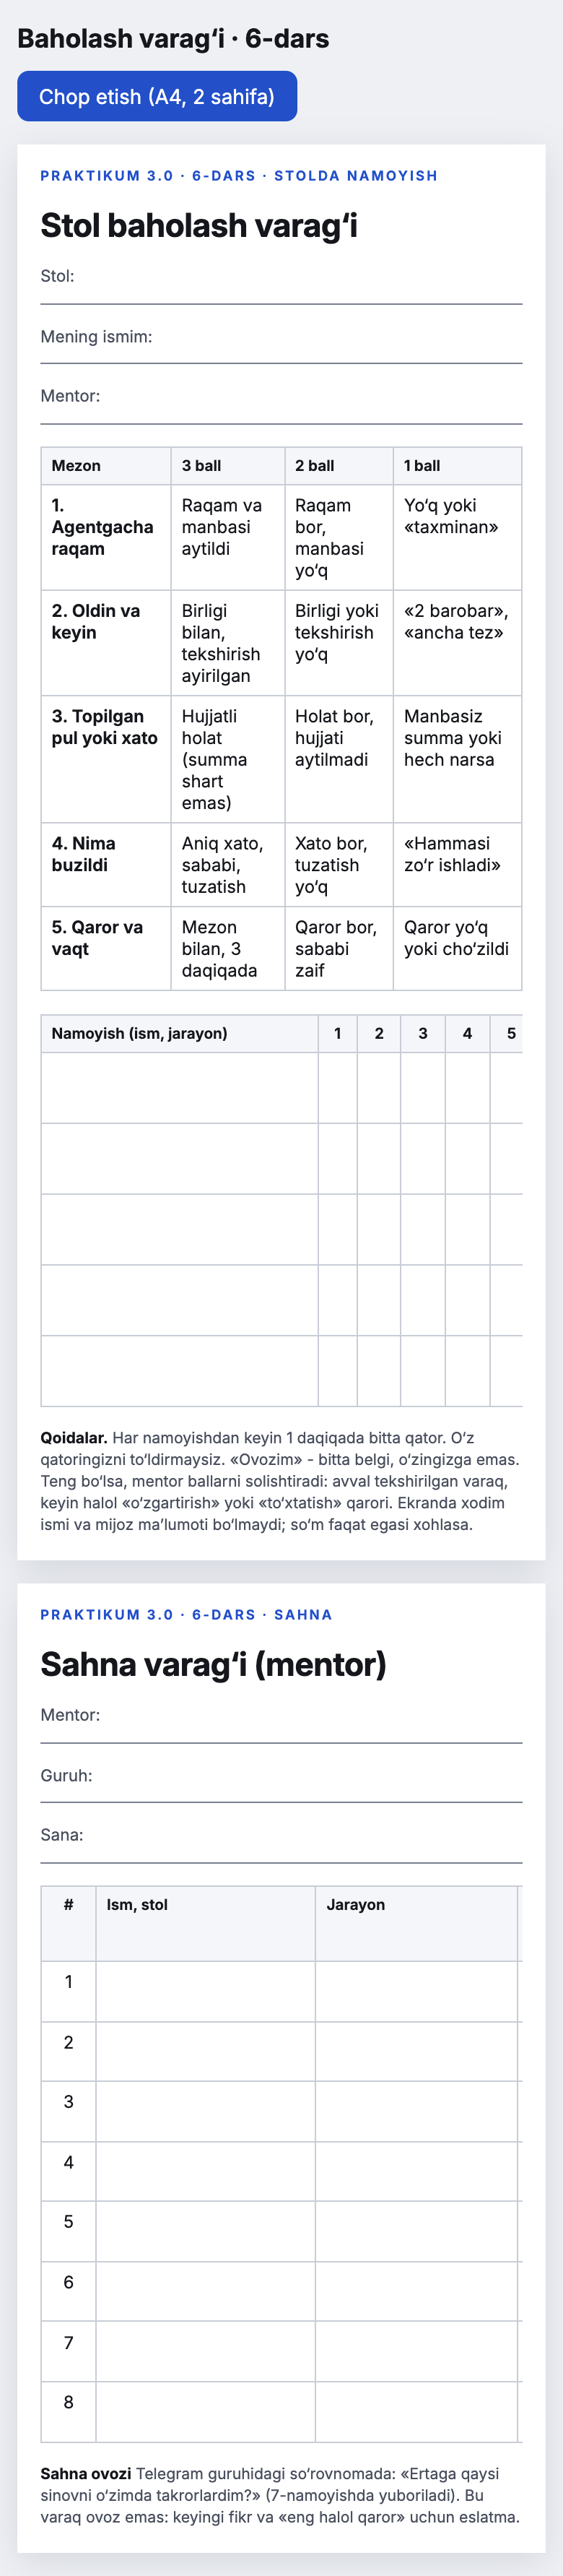 Baholash varag‘i · 6-dars
Chop etish (A4, 2 sahifa)
PRAKTIKUM 3.0 · 6-DARS · STOLDA NAMOYISH
Stol baholash varag‘i
Stol:
Mening ismim:
Mentor:
Mezon 3 ball 2 ball 1 ball
1. Agentgacha raqam | Raqam va manbasi aytildi | Raqam bor, manbasi yo‘q | Yo‘q yoki «taxminan»
2. Oldin va keyin | Birligi bilan, tekshirish ayirilgan | Birligi yoki tekshirish yo‘q | «2 barobar», «ancha tez»
3. Topilgan pul yoki xato | Hujjatli holat (summa shart emas) | Holat bor, hujjati aytilmadi | Manbasiz summa yoki hech narsa
4. Nima buzildi | Aniq xato, sababi, tuzatish | Xato bor, tuzatish yo‘q | «Hammasi zo‘r ishladi»
5. Qaror va vaqt | Mezon bilan, 3 daqiqada | Qaror bor, sababi zaif | Qaror yo‘q yoki cho‘zildi
Namoyish (ism, jarayon) 1 2 3 4 5
Qoidalar. Har namoyishdan keyin 1 daqiqada bitta qator. O‘z
qatoringizni to‘ldirmaysiz. «Ovozim» - bitta belgi, o‘zingizga emas.
Teng bo‘lsa, mentor ballarni solishtiradi: avval tekshirilgan varaq,
keyin halol «o‘zgartirish» yoki «to‘xtatish» qarori. Ekranda xodim
ismi va mijoz ma’lumoti bo‘lmaydi; so‘m faqat egasi xohlasa.
PRAKTIKUM 3.0 · 6-DARS · SAHNA
Sahna varag‘i (mentor)
Mentor:
Guruh:
Sana:
# Ism, stol Jarayon
1
2
3
4
5
6
7
8
Sahna ovozi Telegram guruhidagi so‘rovnomada: «Ertaga qaysi
sinovni o‘zimda takrorlardim?» (7-namoyishda yuboriladi). Bu
varaq ovoz emas: keyingi fikr va «eng halol qaror» uchun eslatma.